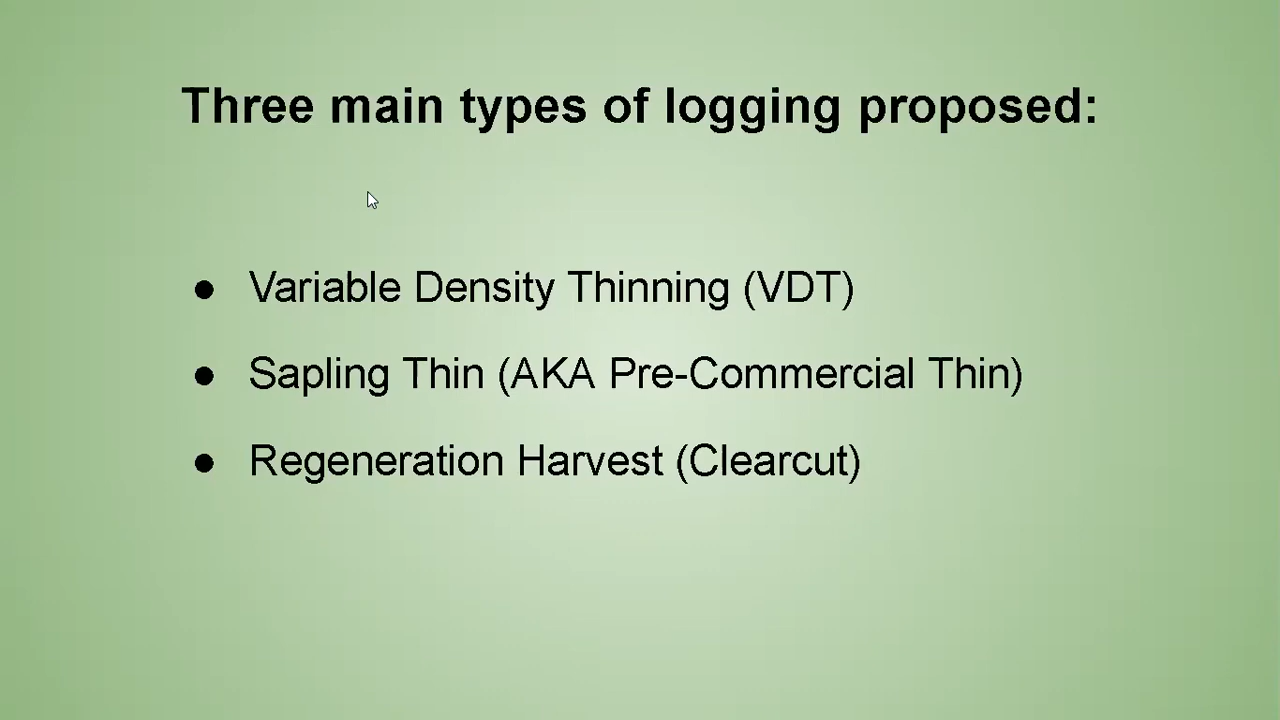 Three main types of logging proposed:
● Variable Density Thinning (VDT)
● Sapling Thin (AKA Pre-Commercial Thin)
● Regeneration Harvest (Clearcut)